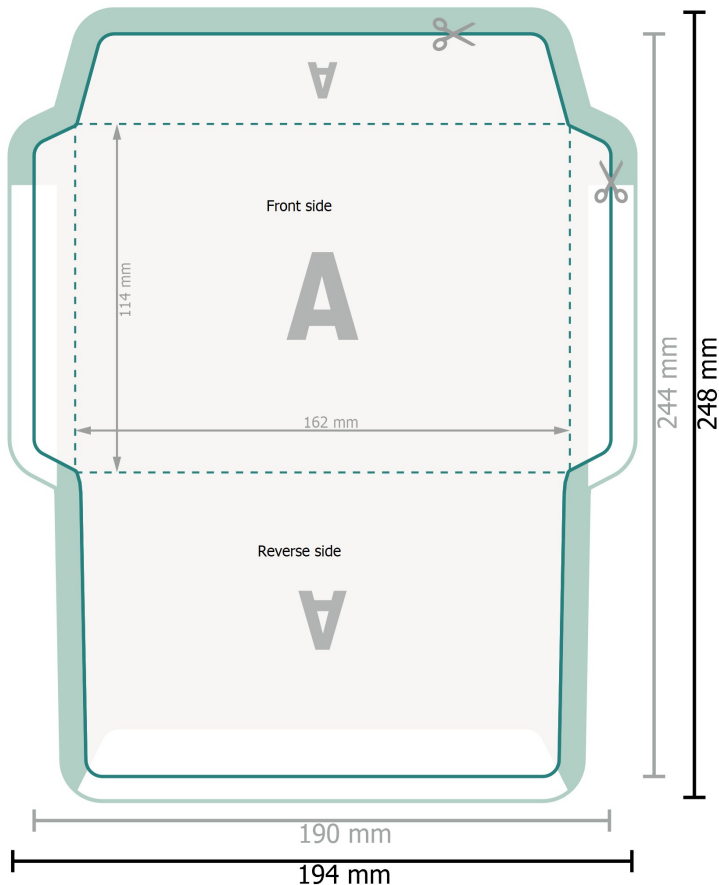 A
Front side
A
114 mm
162 mm
244 mm
248 mm
Reverse side
A
190 mm
194 mm